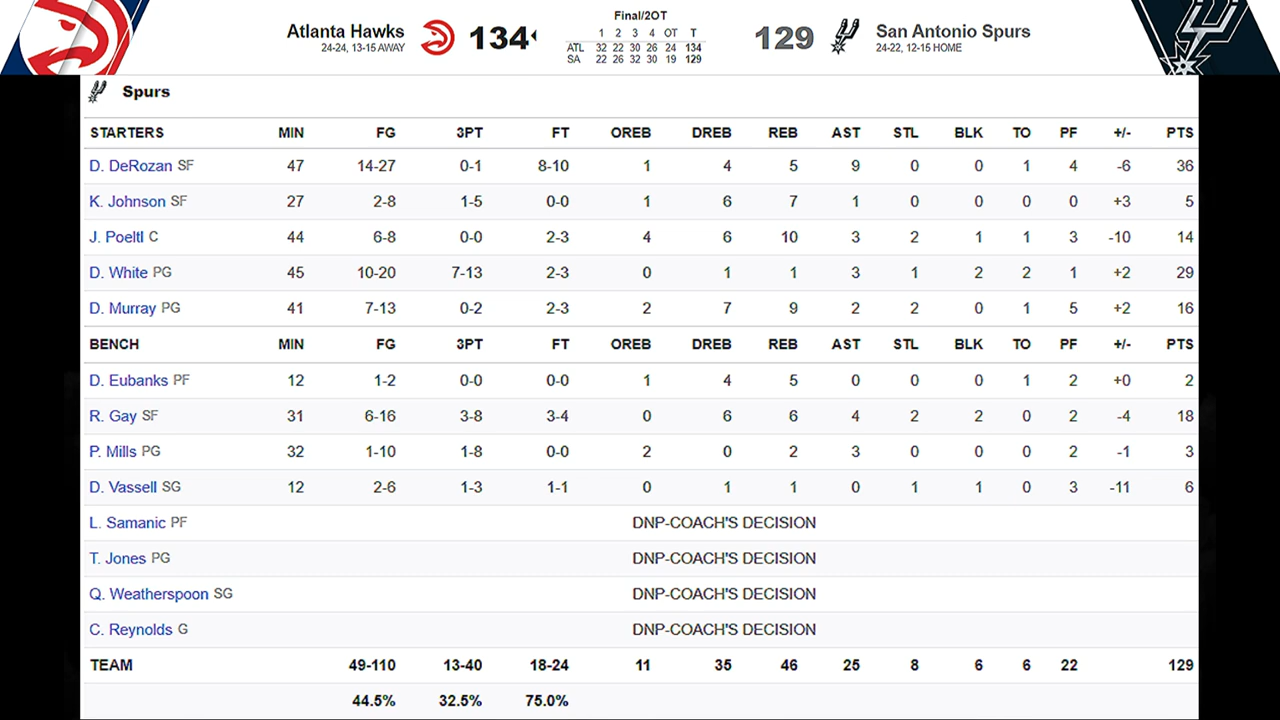 Final/2OT
Atlanta Hawks 134 129 San Antonio Spurs
24-24, 13-15 AWAY 24-22, 12-15 HOME
1 2 3 4 OT T
ATL 32 22 30 26 24 134
SA 22 26 32 30 19 129
Spurs
STARTERS MIN FG 3PT FT OREB DREB REB AST STL BLK TO PF +/- PTS
D. DeRozan SF 47 14-27 0-1 8-10 1 4 5 9 0 0 1 4 -6 36
K. Johnson SF 27 2-8 1-5 0-0 1 6 7 1 0 0 0 0 +3 5
J. Poeltl C 44 6-8 0-0 2-3 4 6 10 3 2 1 1 3 -10 14
D. White PG 45 10-20 7-13 2-3 0 1 1 3 1 2 2 1 +2 29
D. Murray PG 41 7-13 0-2 2-3 2 7 9 2 2 0 1 5 +2 16
BENCH MIN FG 3PT FT OREB DREB REB AST STL BLK TO PF +/- PTS
D. Eubanks PF 12 1-2 0-0 0-0 1 4 5 0 0 0 1 2 +0 2
R. Gay SF 31 6-16 3-8 3-4 0 6 6 4 2 2 0 2 -4 18
P. Mills PG 32 1-10 1-8 0-0 2 0 2 3 0 0 0 2 -1 3
D. Vassell SG 12 2-6 1-3 1-1 0 1 1 0 1 1 0 3 -11 6
L. Samanic PF DNP-COACH'S DECISION
T. Jones PG DNP-COACH'S DECISION
Q. Weatherspoon SG DNP-COACH'S DECISION
C. Reynolds G DNP-COACH'S DECISION
TEAM 49-110 13-40 18-24 11 35 46 25 8 6 6 22 129
44.5% 32.5% 75.0%